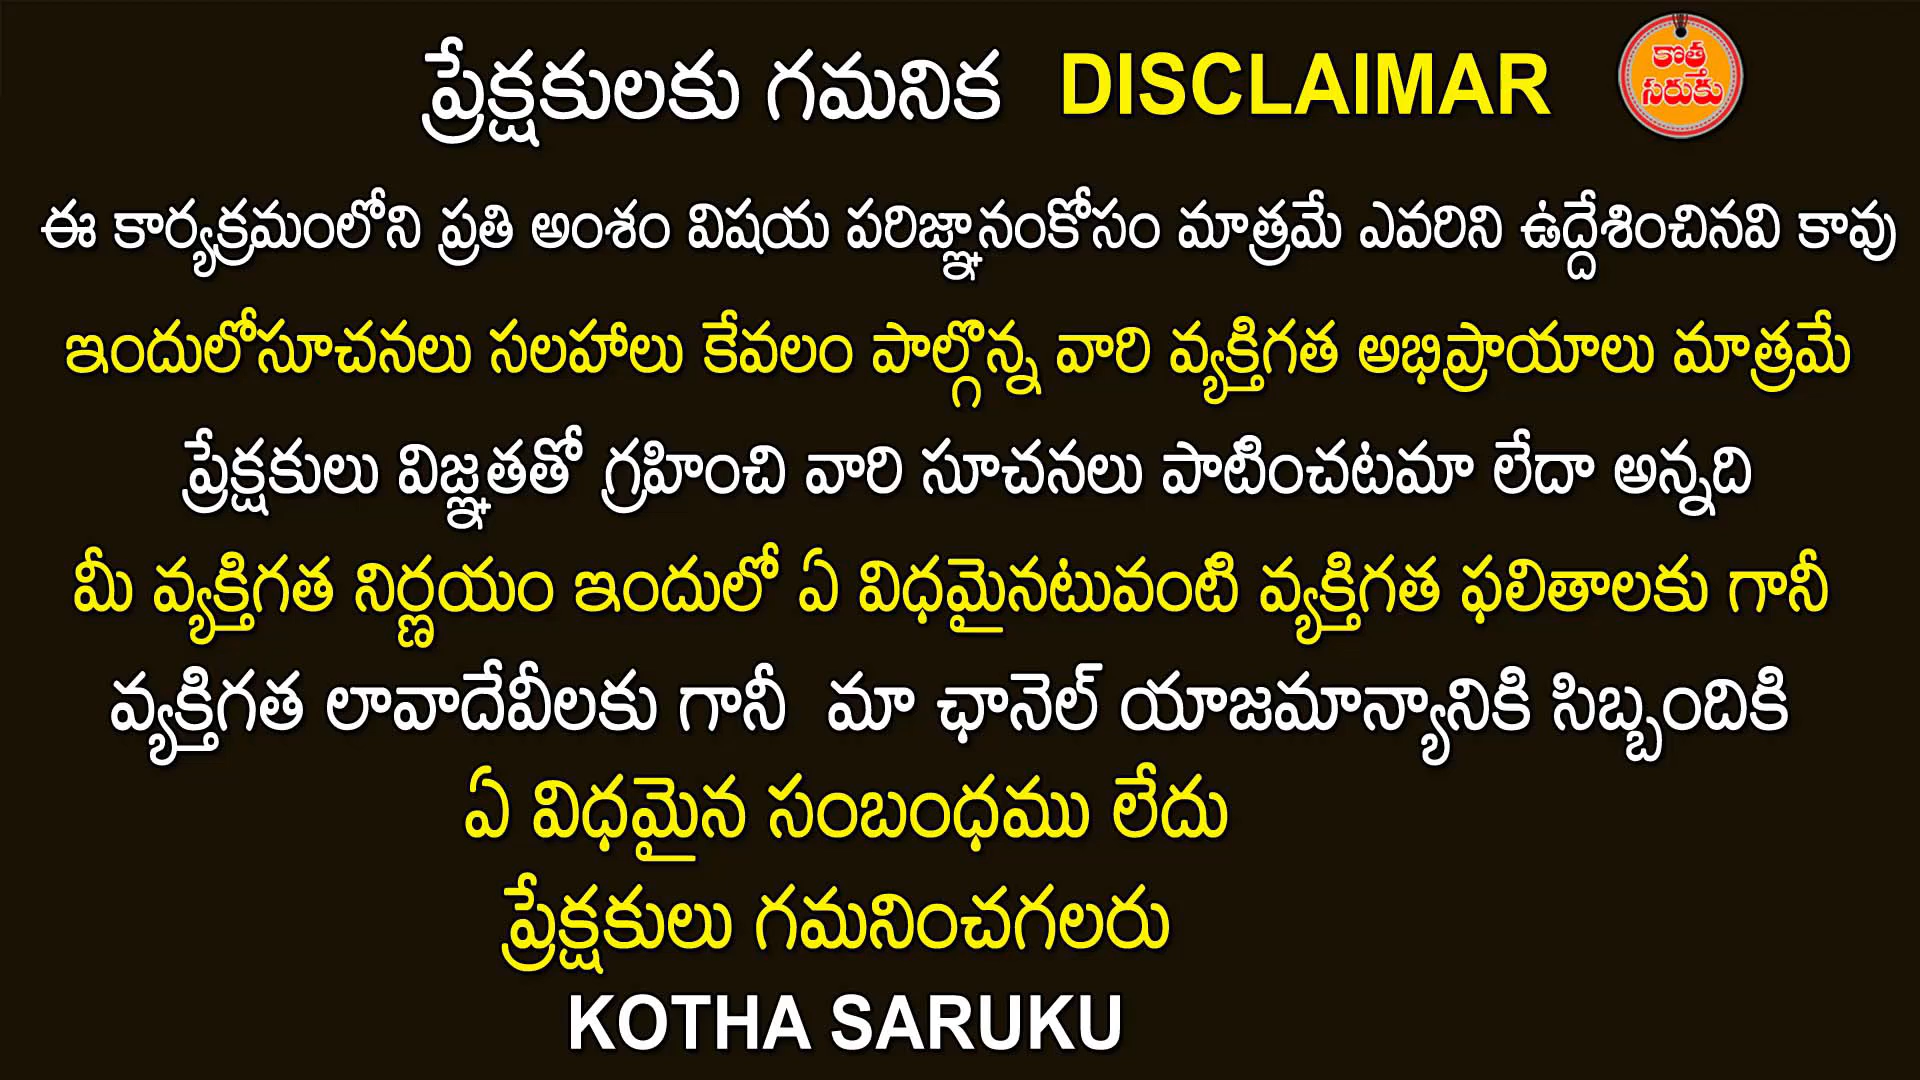 ప్రేక్షకులకు గమనిక DISCLAIMAR
కొత్త
సరుకు
ఈ కార్యక్రమంలోని ప్రతి అంశం విషయ పరిజ్ఞానంకోసం మాత్రమే ఎవరిని ఉద్దేశించినవి కావు
ఇందులోసూచనలు సలహాలు కేవలం పాల్గొన్న వారి వ్యక్తిగత అభిప్రాయాలు మాత్రమే
ప్రేక్షకులు విజ్ఞతతో గ్రహించి వారి సూచనలు పాటించటమా లేదా అన్నది
మీ వ్యక్తిగత నిర్ణయం ఇందులో ఏ విధమైనటువంటి వ్యక్తిగత ఫలితాలకు గానీ
వ్యక్తిగత లావాదేవీలకు గానీ మా ఛానెల్ యాజమాన్యానికి సిబ్బందికి
ఏ విధమైన సంబంధము లేదు
ప్రేక్షకులు గమనించగలరు
KOTHA SARUKU